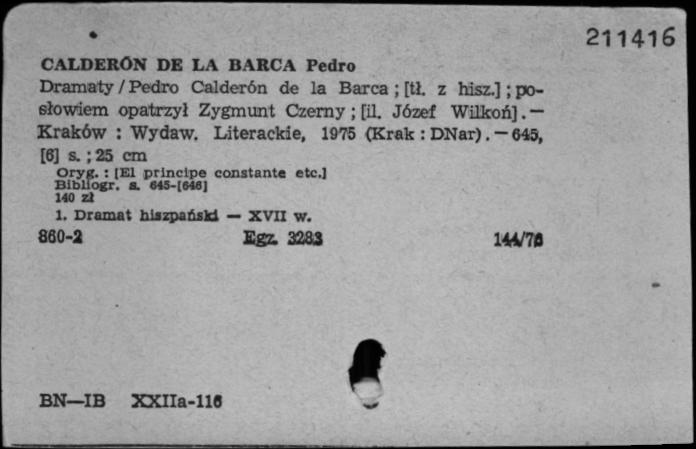 211416
CALDERÓN DE LA BARCA Pedro
Dramaty / Pedro Calderón de la Barca ; [tł. z hisz.] ; po-
słowiem opatrzył Zygmunt Czerny ; [il. Józef Wilkoń]. —
Kraków : Wydaw. Literackie, 1975 (Krak : DNar). — 645,
[6] s. ; 25 cm
Oryg. : [El principe constante etc.]
Bibliogr. s. 645-[646]
140 zł
1. Dramat hiszpański — XVII w.
860-2 Egz. 3283 144/76
BN—IB XXIIa-116